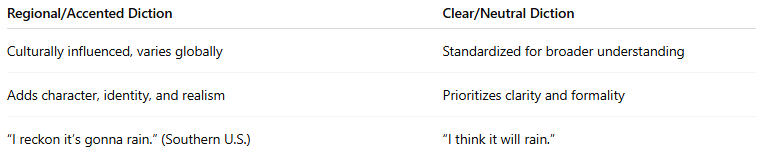 Regional/Accented Diction Clear/Neutral Diction
Culturally influenced, varies globally Standardized for broader understanding
Adds character, identity, and realism Prioritizes clarity and formality
“I reckon it’s gonna rain.” (Southern U.S.) “I think it will rain.”